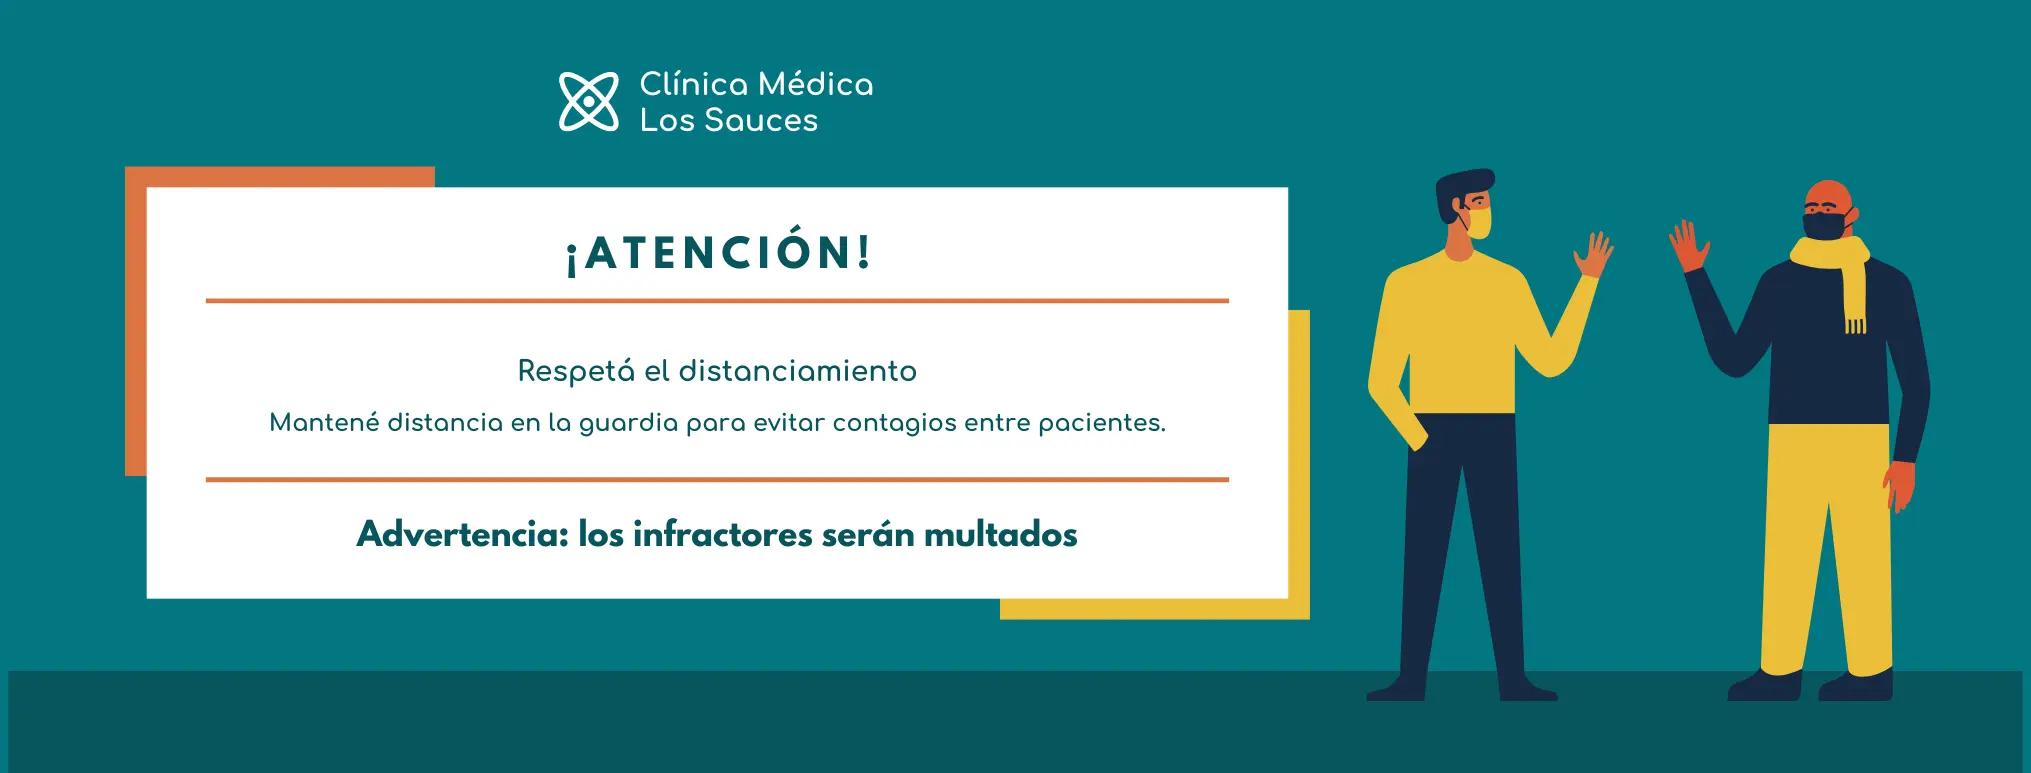 Clínica Médica
Los Sauces
¡ATENCIÓN!
Respetá el distanciamiento
Mantené distancia en la guardia para evitar contagios entre pacientes.
Advertencia: los infractores serán multados